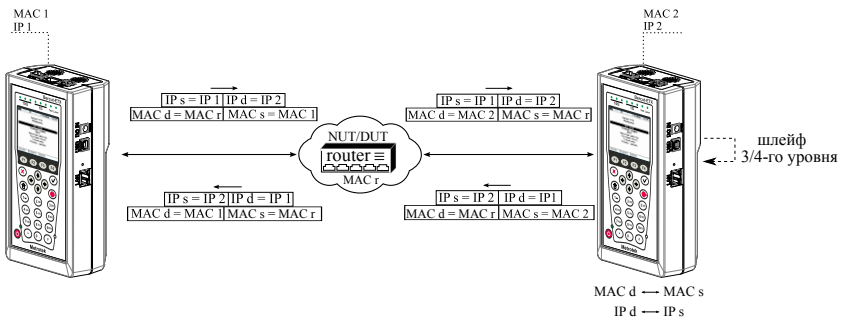 MAC 1
IP 1
MAC 2
IP 2
IP s = IP 1 IP d = IP 2
MAC d = MAC r MAC s = MAC 1
IP s = IP 1 IP d = IP 2
MAC d = MAC 2 MAC s = MAC r
NUT/DUT
router ≡
MAC r
шлейф
3/4-го уровня
IP s = IP 2 IP d = IP 1
MAC d = MAC 1 MAC s = MAC r
IP s = IP 2 IP d = IP1
MAC d = MAC r MAC s = MAC 2
Metrotek
Metrotek
MAC d ⟷ MAC s
IP d ⟷ IP s